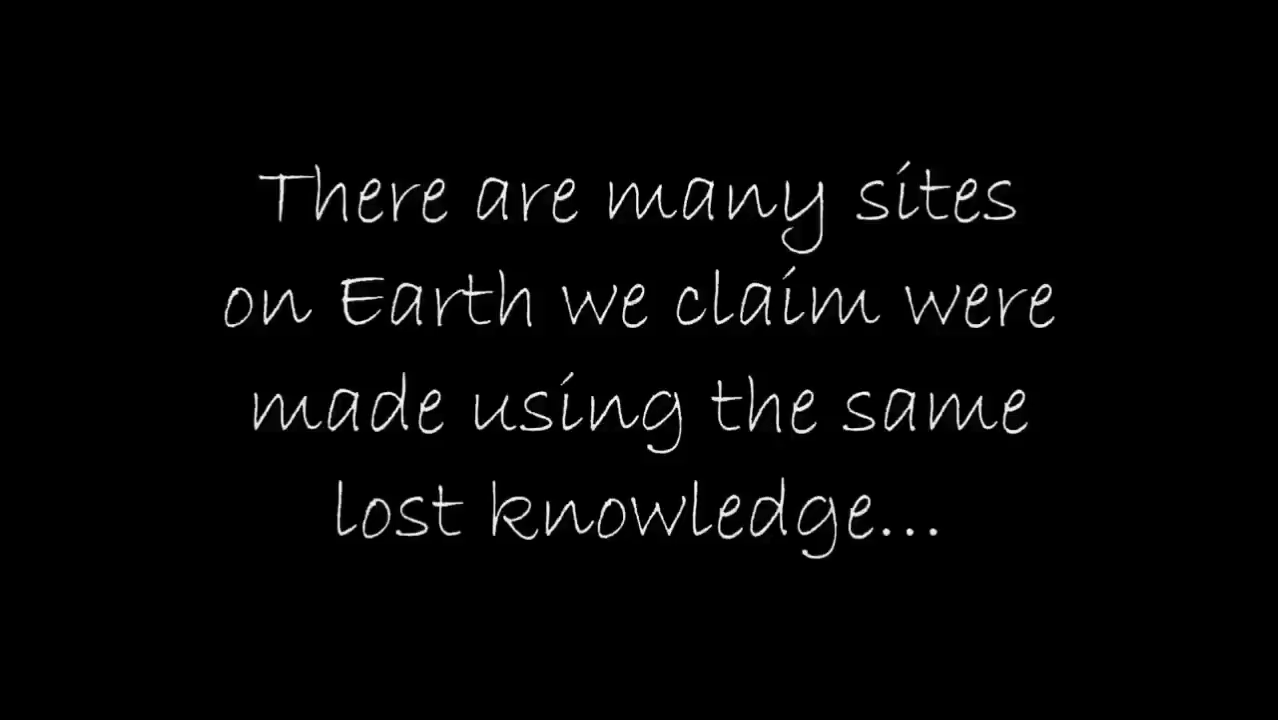 There are many sites
on Earth we claim were
made using the same
lost knowledge...